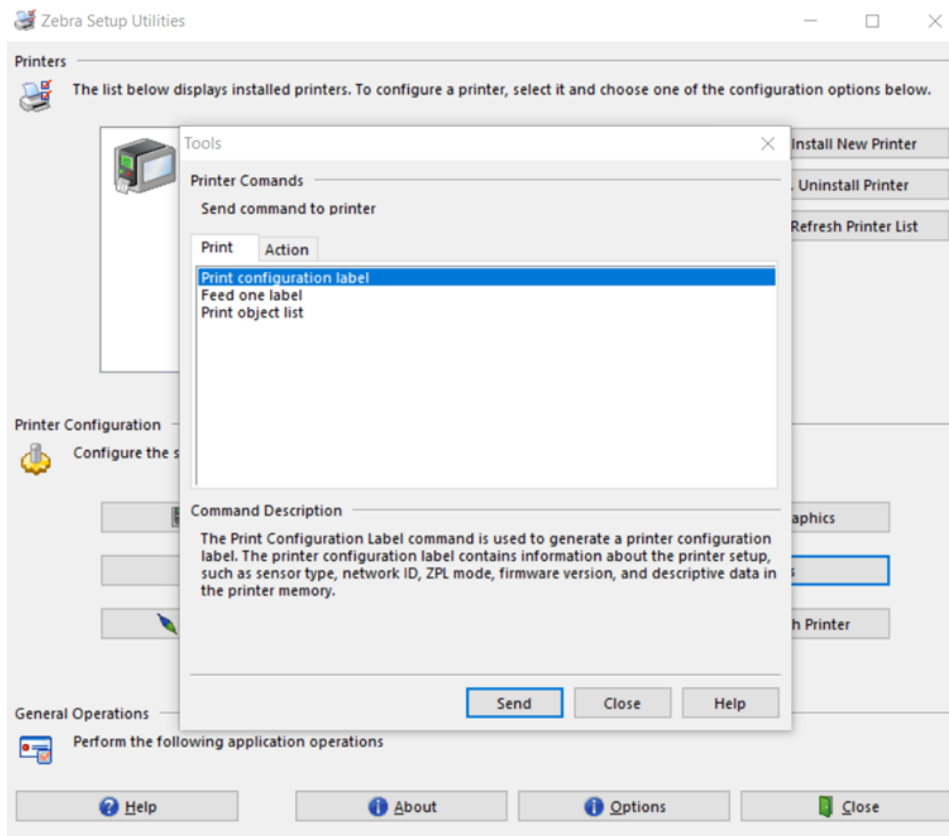 Zebra Setup Utilities
Printers
The list below displays installed printers. To configure a printer, select it and choose one of the configuration options below.
Install New Printer
Uninstall Printer
Refresh Printer List
Tools
Printer Comands
Send command to printer
Print
Action
Print configuration label
Feed one label
Print object list
Command Description
The Print Configuration Label command is used to generate a printer configuration
label. The printer configuration label contains information about the printer setup,
such as sensor type, network ID, ZPL mode, firmware version, and descriptive data in
the printer memory.
Send
Close
Help
Printer Configuration
Configure the s
aphics
s
h Printer
General Operations
Perform the following application operations
Help
About
Options
Close